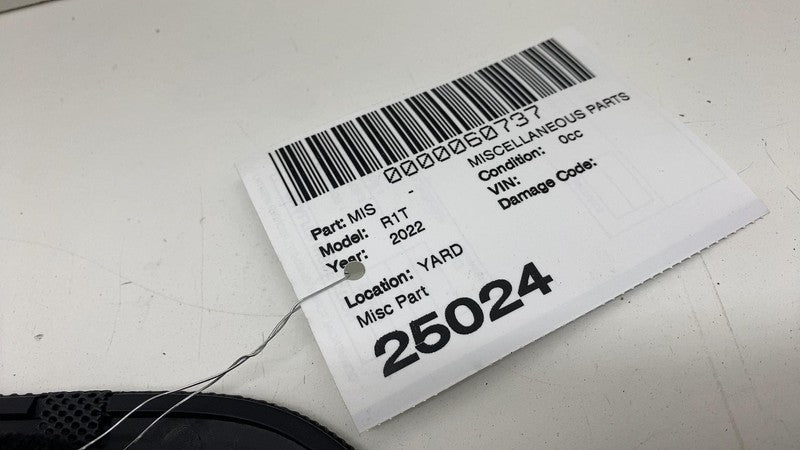 0000060737
MISCELLANEOUS PARTS
Part: MIS -
Condition: 0cc
Model: R1T
VIN:
Year: 2022
Damage Code:
Location: YARD
Misc Part
25024